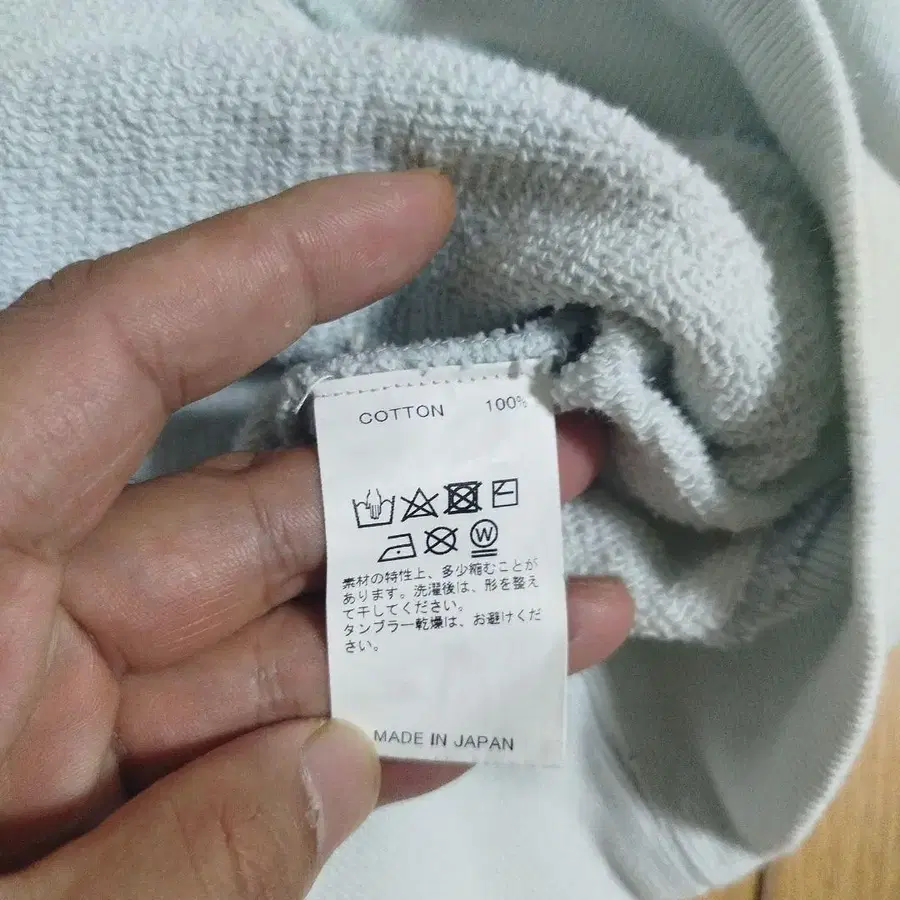 COTTON 100%
W
素材の特性上、多少縮むことが
あります。洗濯後は、形を整え
て干してください。
タンブラー乾燥は、お避けくだ
さい。
MADE IN JAPAN